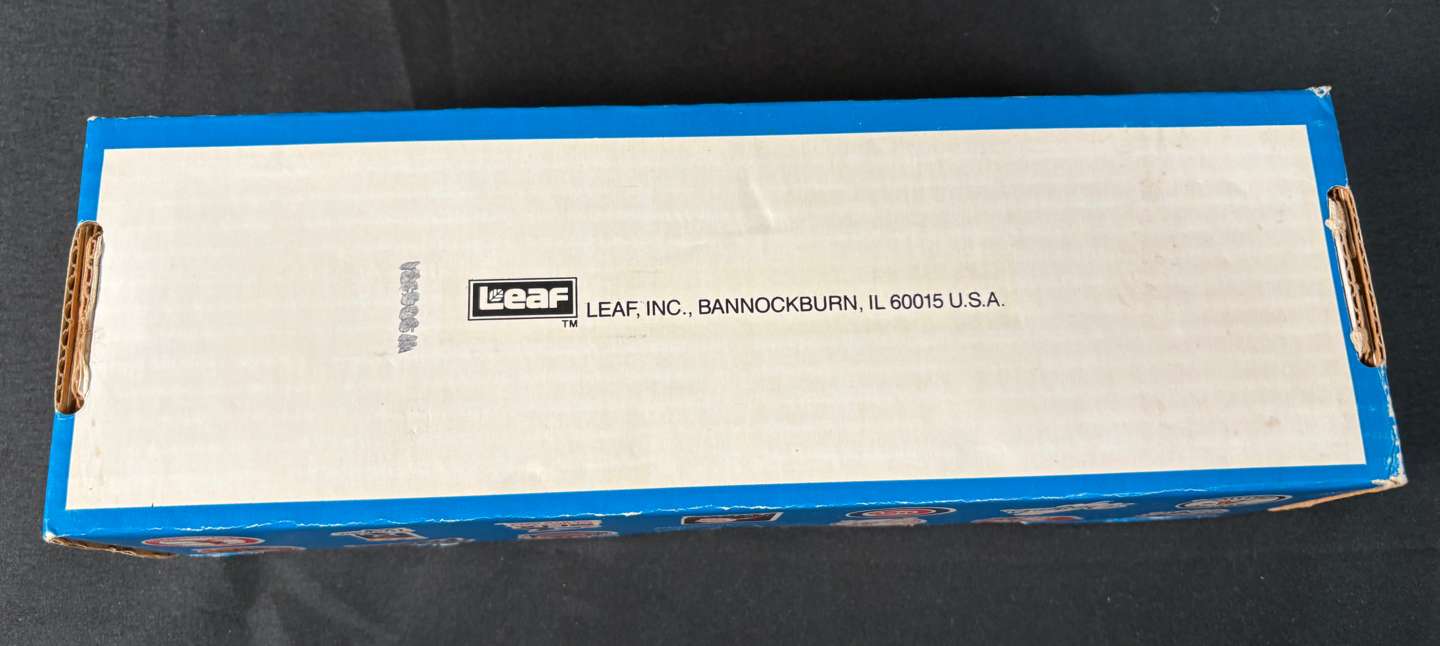 Leaf
TM
LEAF, INC., BANNOCKBURN, IL 60015 U.S.A.